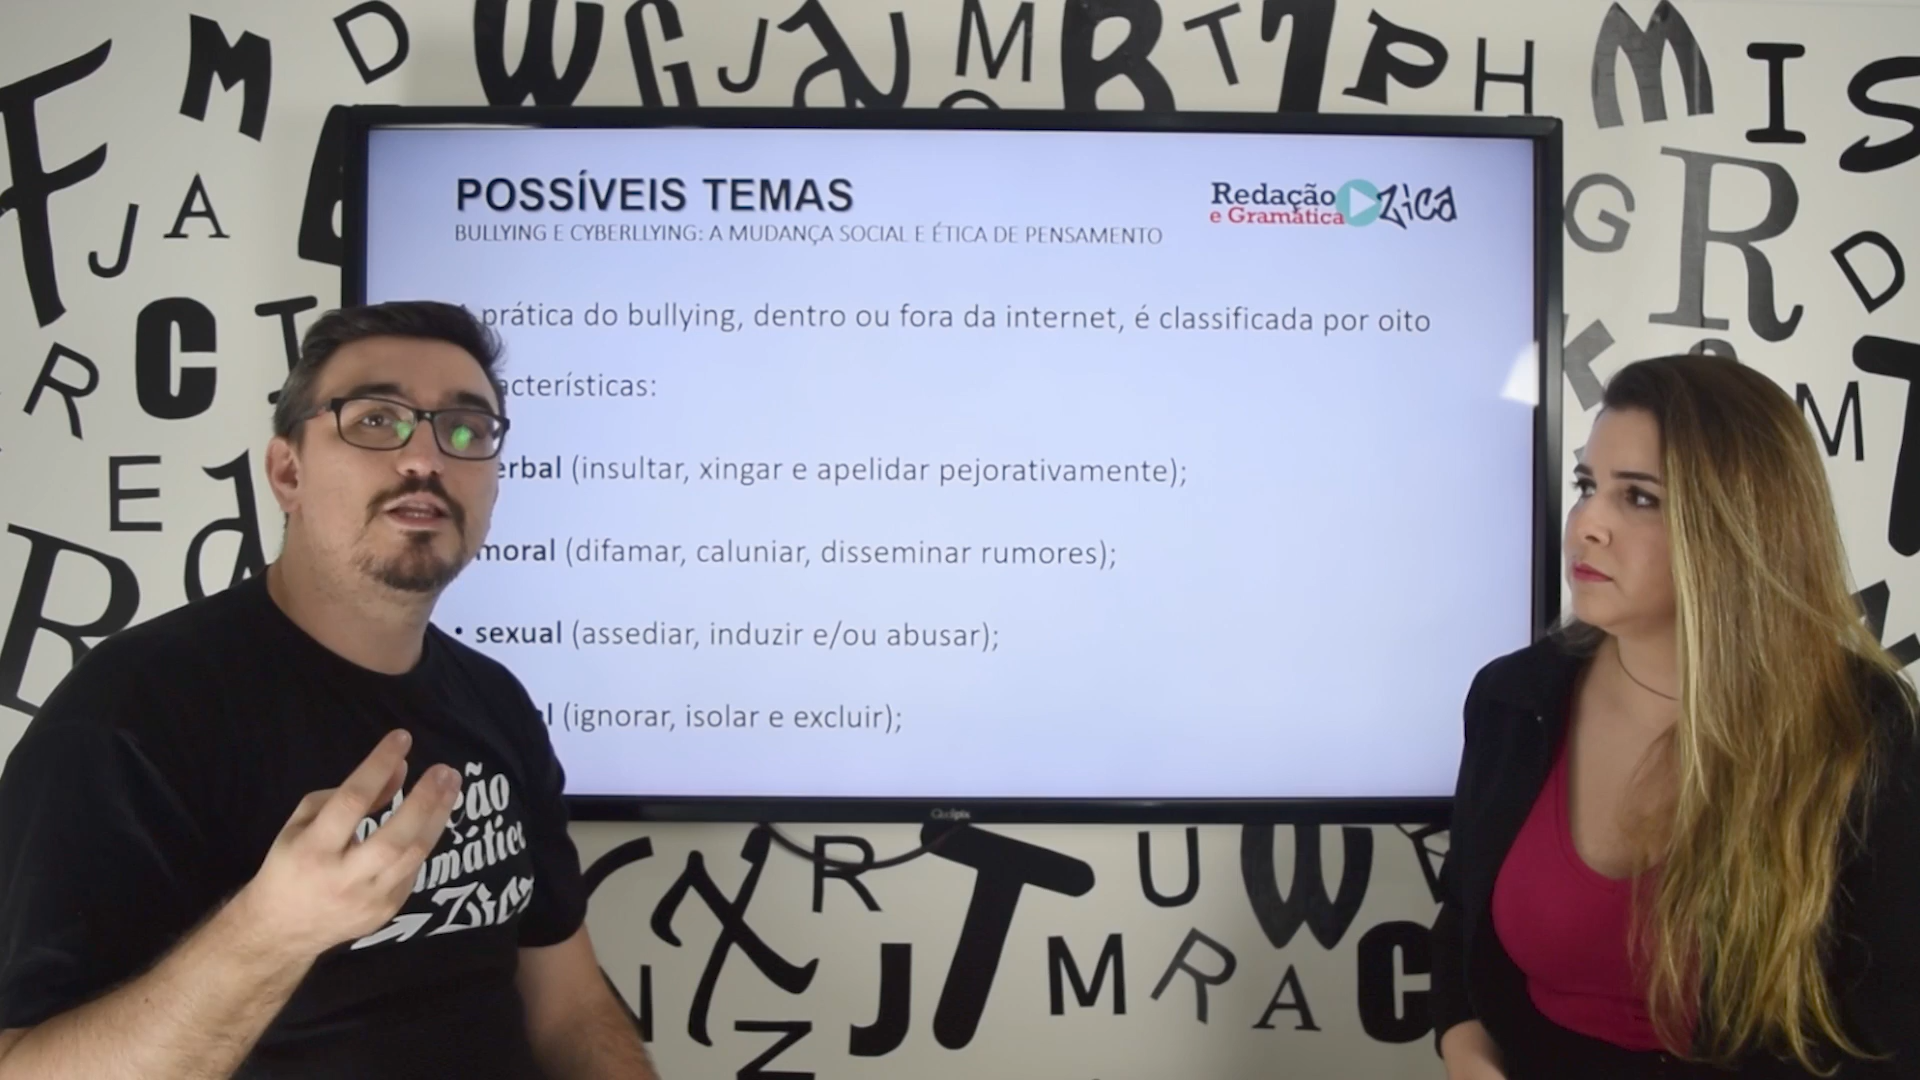 POSSÍVEIS TEMAS
BULLYING E CYBERLLYING: A MUDANÇA SOCIAL E ÉTICA DE PENSAMENTO
Redação
e Gramática
Zica
prática do bullying, dentro ou fora da internet, é classificada por oito
acterísticas:
erbal (insultar, xingar e apelidar pejorativamente);
moral (difamar, caluniar, disseminar rumores);
• sexual (assediar, induzir e/ou abusar);
l (ignorar, isolar e excluir);